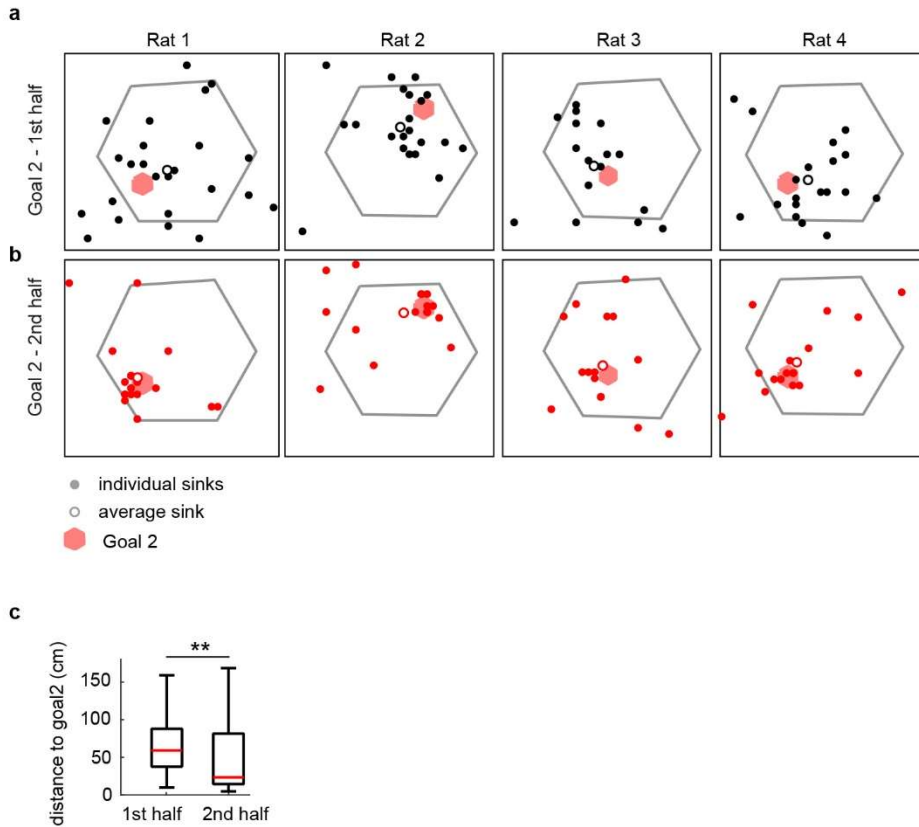 a
Rat 1 Rat 2 Rat 3 Rat 4
Goal 2 - 1st half
b
Goal 2 - 2nd half
individual sinks
average sink
Goal 2
c
**
distance to goal2 (cm)
150
100
50
0
1st half 2nd half